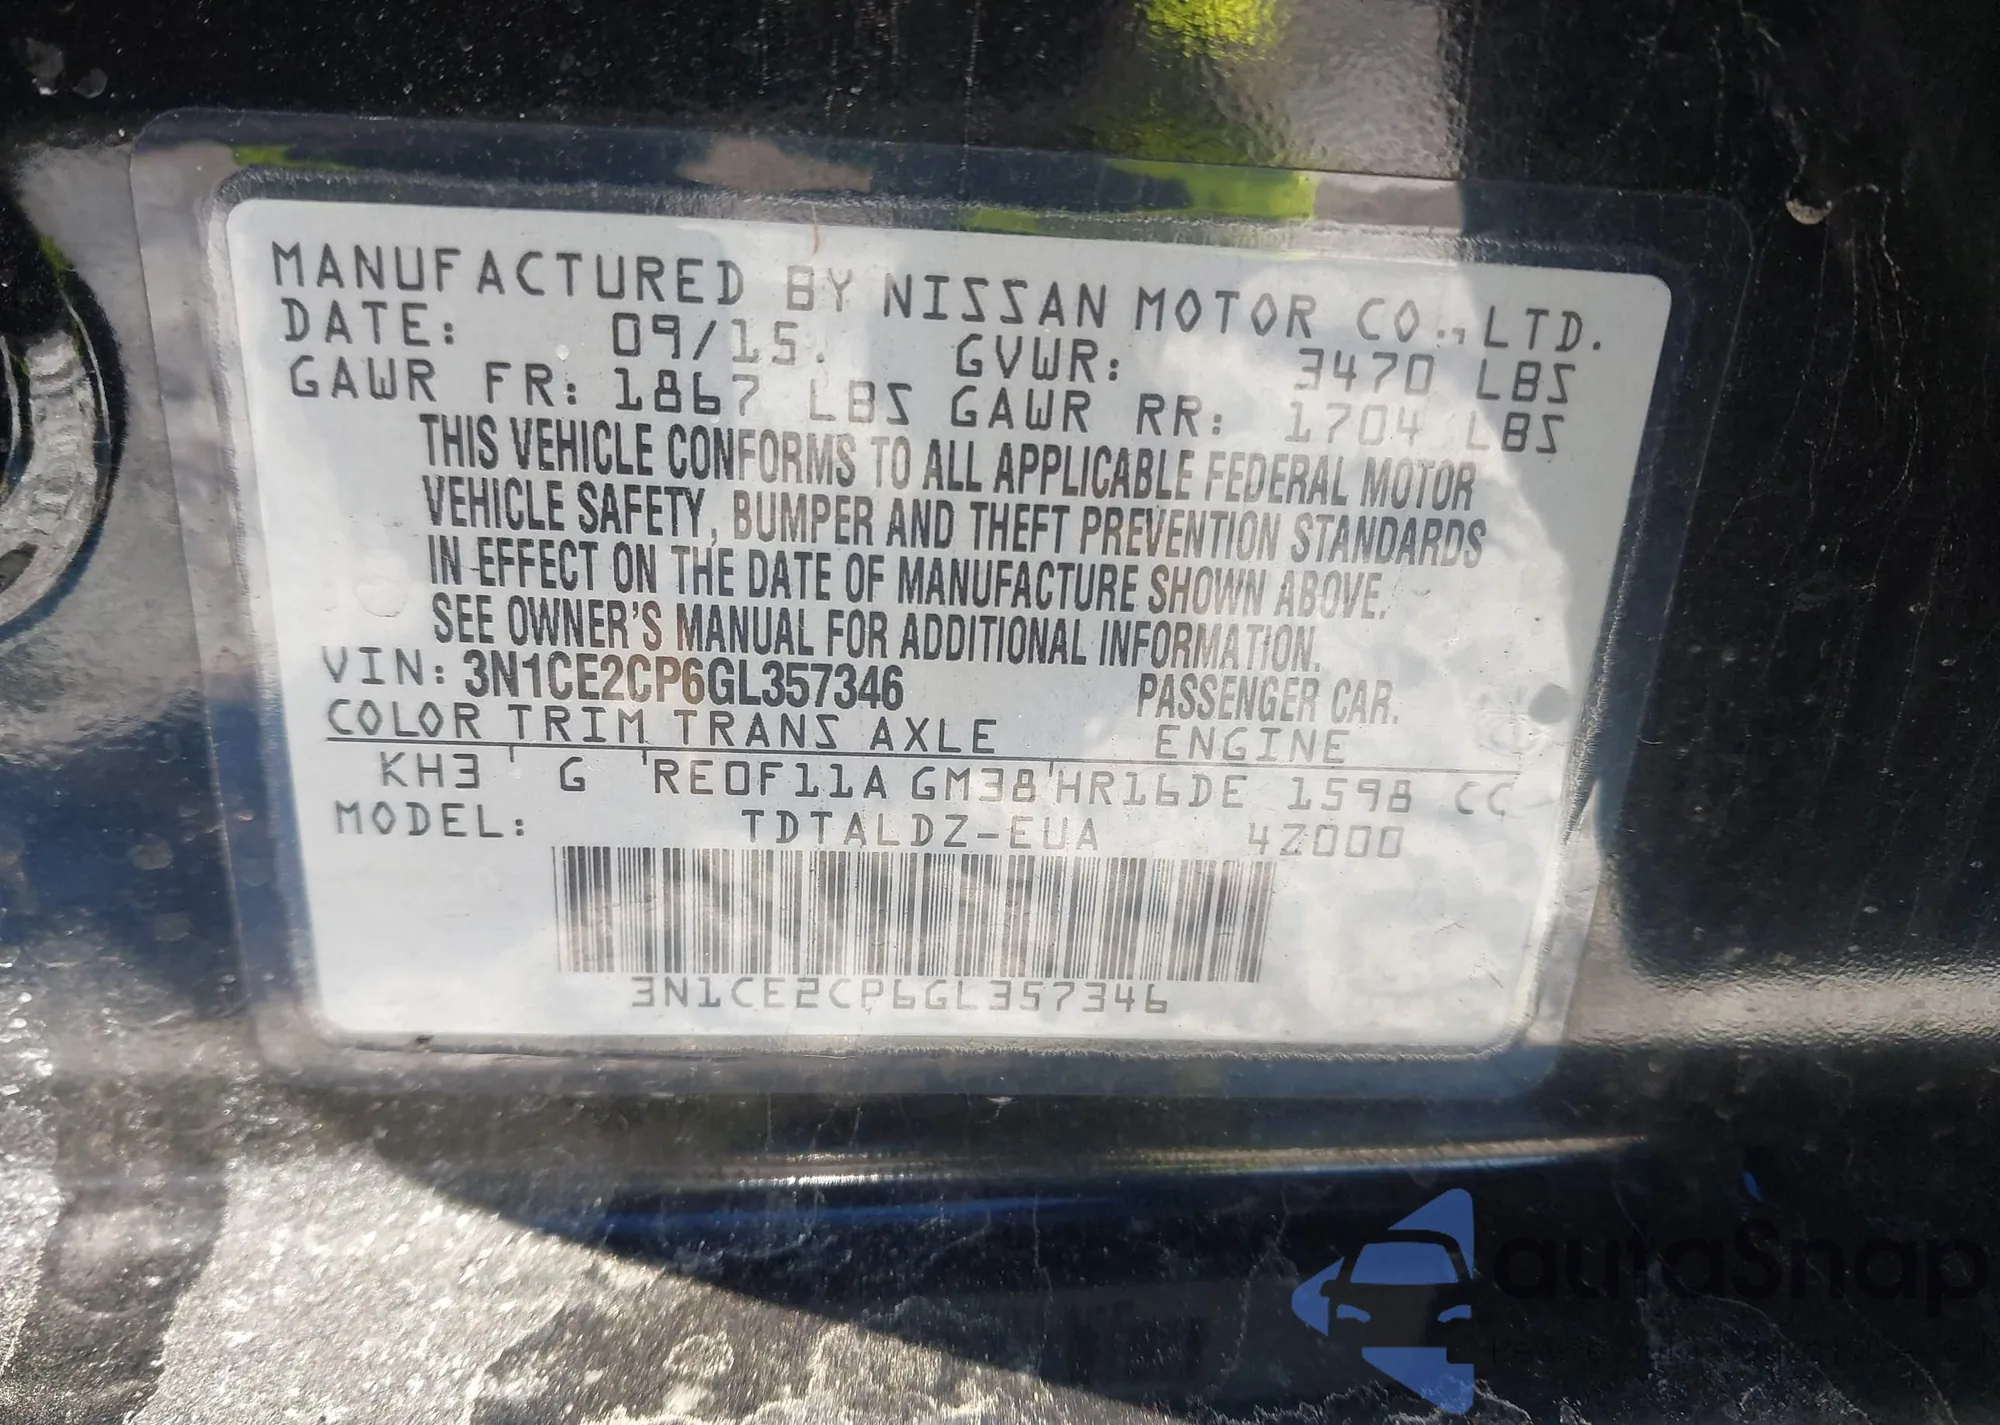 MANUFACTURED BY NISSAN MOTOR CO., LTD.
DATE: 09/15. GVWR: 3470 LBS
GAWR FR: 1867 LBS GAWR RR: 1704 LBS
THIS VEHICLE CONFORMS TO ALL APPLICABLE FEDERAL MOTOR
VEHICLE SAFETY, BUMPER AND THEFT PREVENTION STANDARDS
IN EFFECT ON THE DATE OF MANUFACTURE SHOWN ABOVE.
SEE OWNER'S MANUAL FOR ADDITIONAL INFORMATION.
VIN: 3N1CE2CP6GL357346 PASSENGER CAR.
COLOR TRIM TRANS AXLE ENGINE
KH3 G RE0F11A GM38 HR16DE 1598 CC
MODEL: TDTALDZ-EUA 4Z000
3N1CE2CP6GL357346
autaSnap